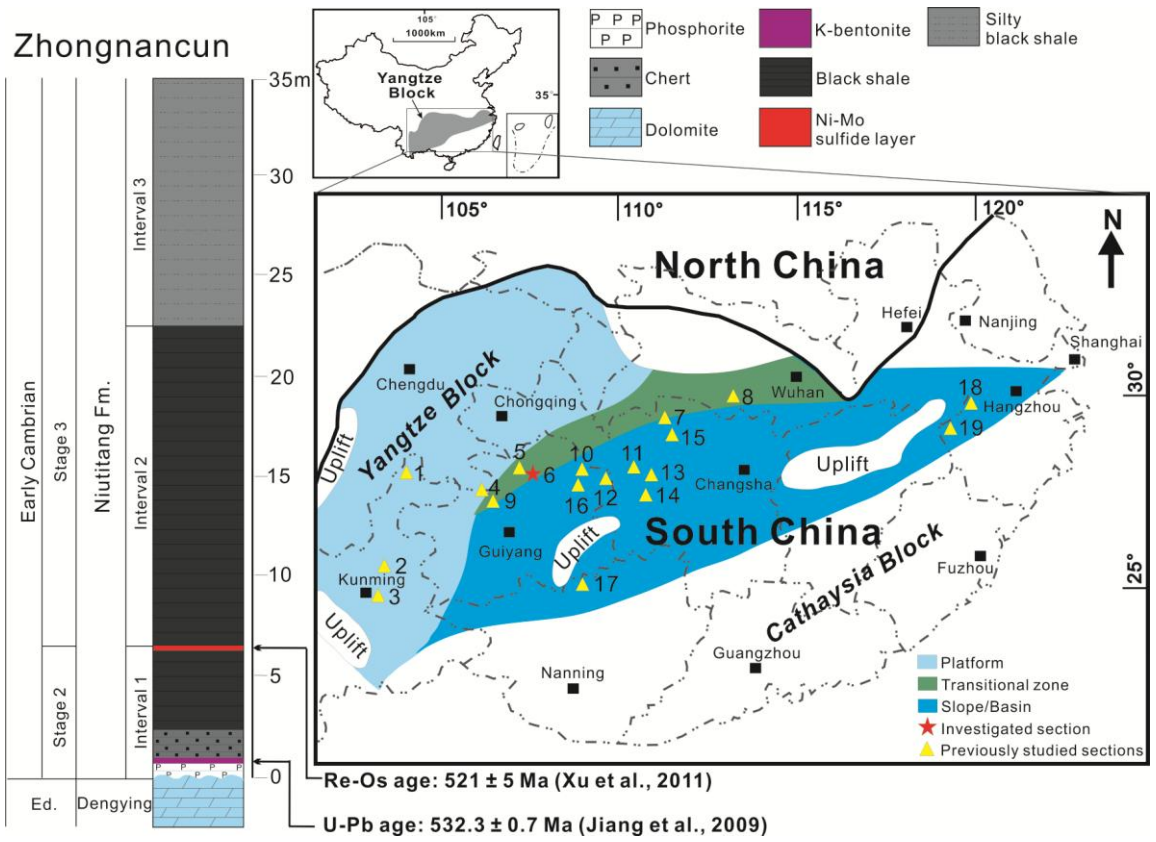 Zhongnancun
35m
30
25
20
15
10
5
0
Early Cambrian
Stage 3
Stage 2
Niutitang Fm.
Interval 3
Interval 2
Interval 1
Ed.
Dengying
P P P
P P
P P P
P P
105°
1000km
Yangtze
Block
35°
Phosphorite
Chert
Dolomite
K-bentonite
Black shale
Ni-Mo
sulfide layer
Silty
black shale
105°
110°
115°
120°
N
North China
Hefei
Nanjing
Shanghai
30°
Chengdu
Chongqing
Wuhan
Hangzhou
Yangtze Block
Uplift
1
2
3
4
5
6
7
8
9
10
11
12
13
14
15
16
17
18
19
Changsha
Uplift
Guiyang
Uplift
South China
Kunming
Uplift
Cathaysia Block
Fuzhou
25°
Guangzhou
Nanning
Platform
Transitional zone
Slope/Basin
Investigated section
Previously studied sections
Re-Os age: 521 ± 5 Ma (Xu et al., 2011)
U-Pb age: 532.3 ± 0.7 Ma (Jiang et al., 2009)